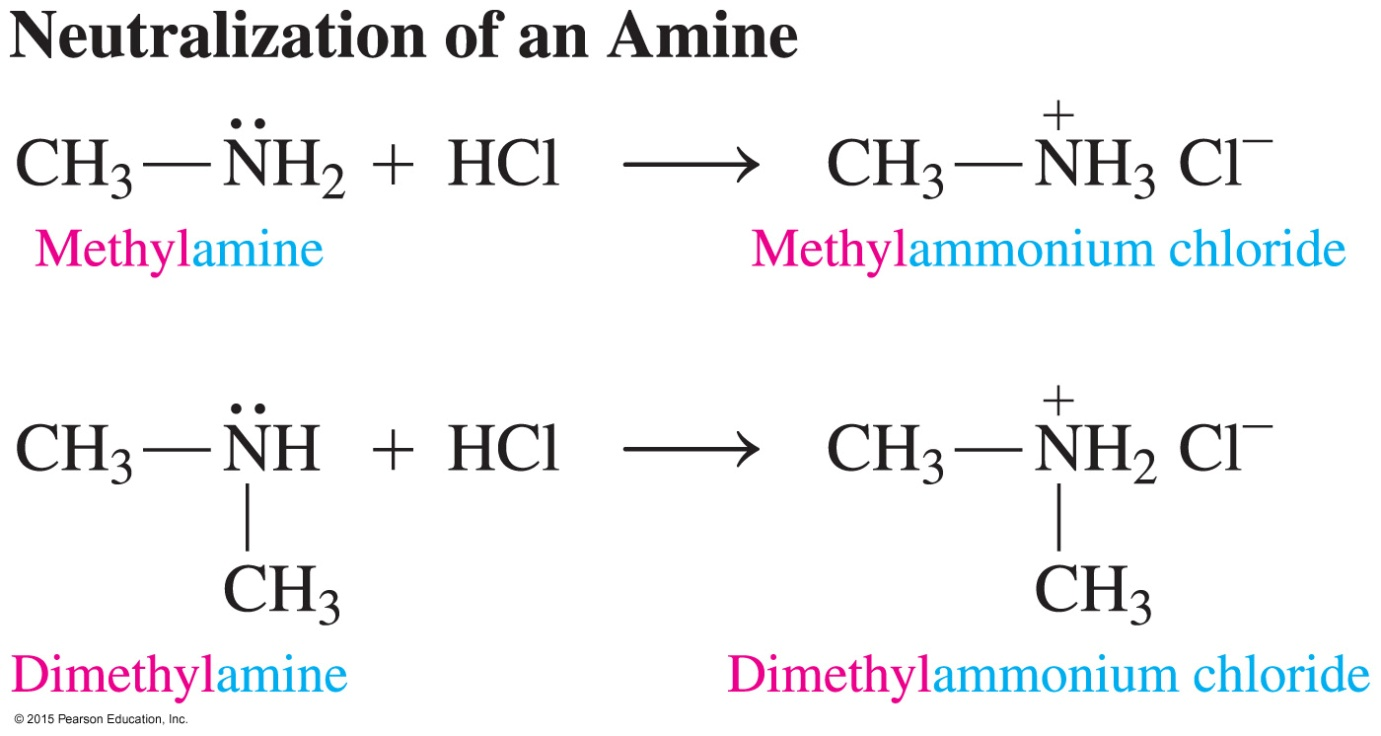 Neutralization of an Amine
CH₃—N̈H₂ + HCl ⟶ CH₃—N⁺H₃ Cl⁻
Methylamine Methylammonium chloride
CH₃—N̈H + HCl ⟶ CH₃—N⁺H₂ Cl⁻
CH₃ CH₃
Dimethylamine Dimethylammonium chloride
© 2015 Pearson Education, Inc.